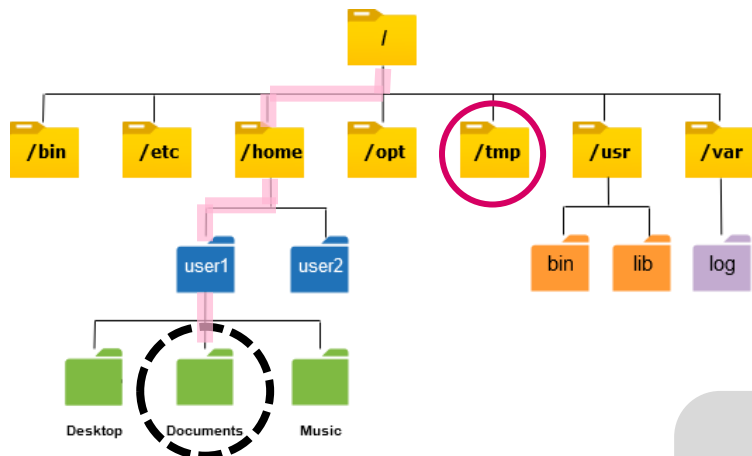 /
/bin /etc /home /opt /tmp /usr /var
user1 user2 bin lib log
Desktop Documents Music